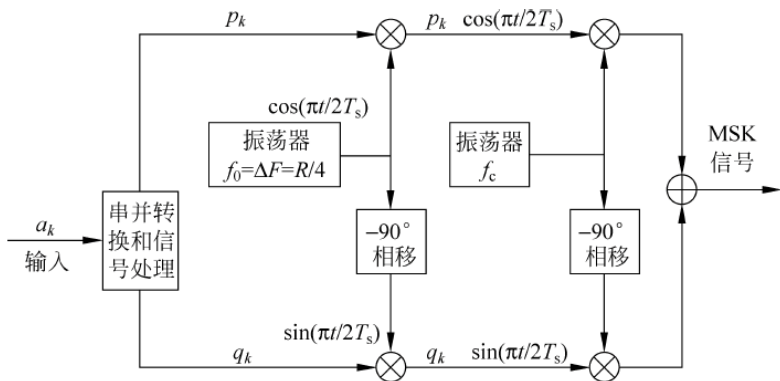 p_k
p_k cos(πt/2T_s)
cos(πt/2T_s)
振荡器
f_0=ΔF=R/4
振荡器
f_c
MSK
信号
a_k
输入
串并转
换和信
号处理
−90°
相移
−90°
相移
sin(πt/2T_s)
q_k
q_k sin(πt/2T_s)